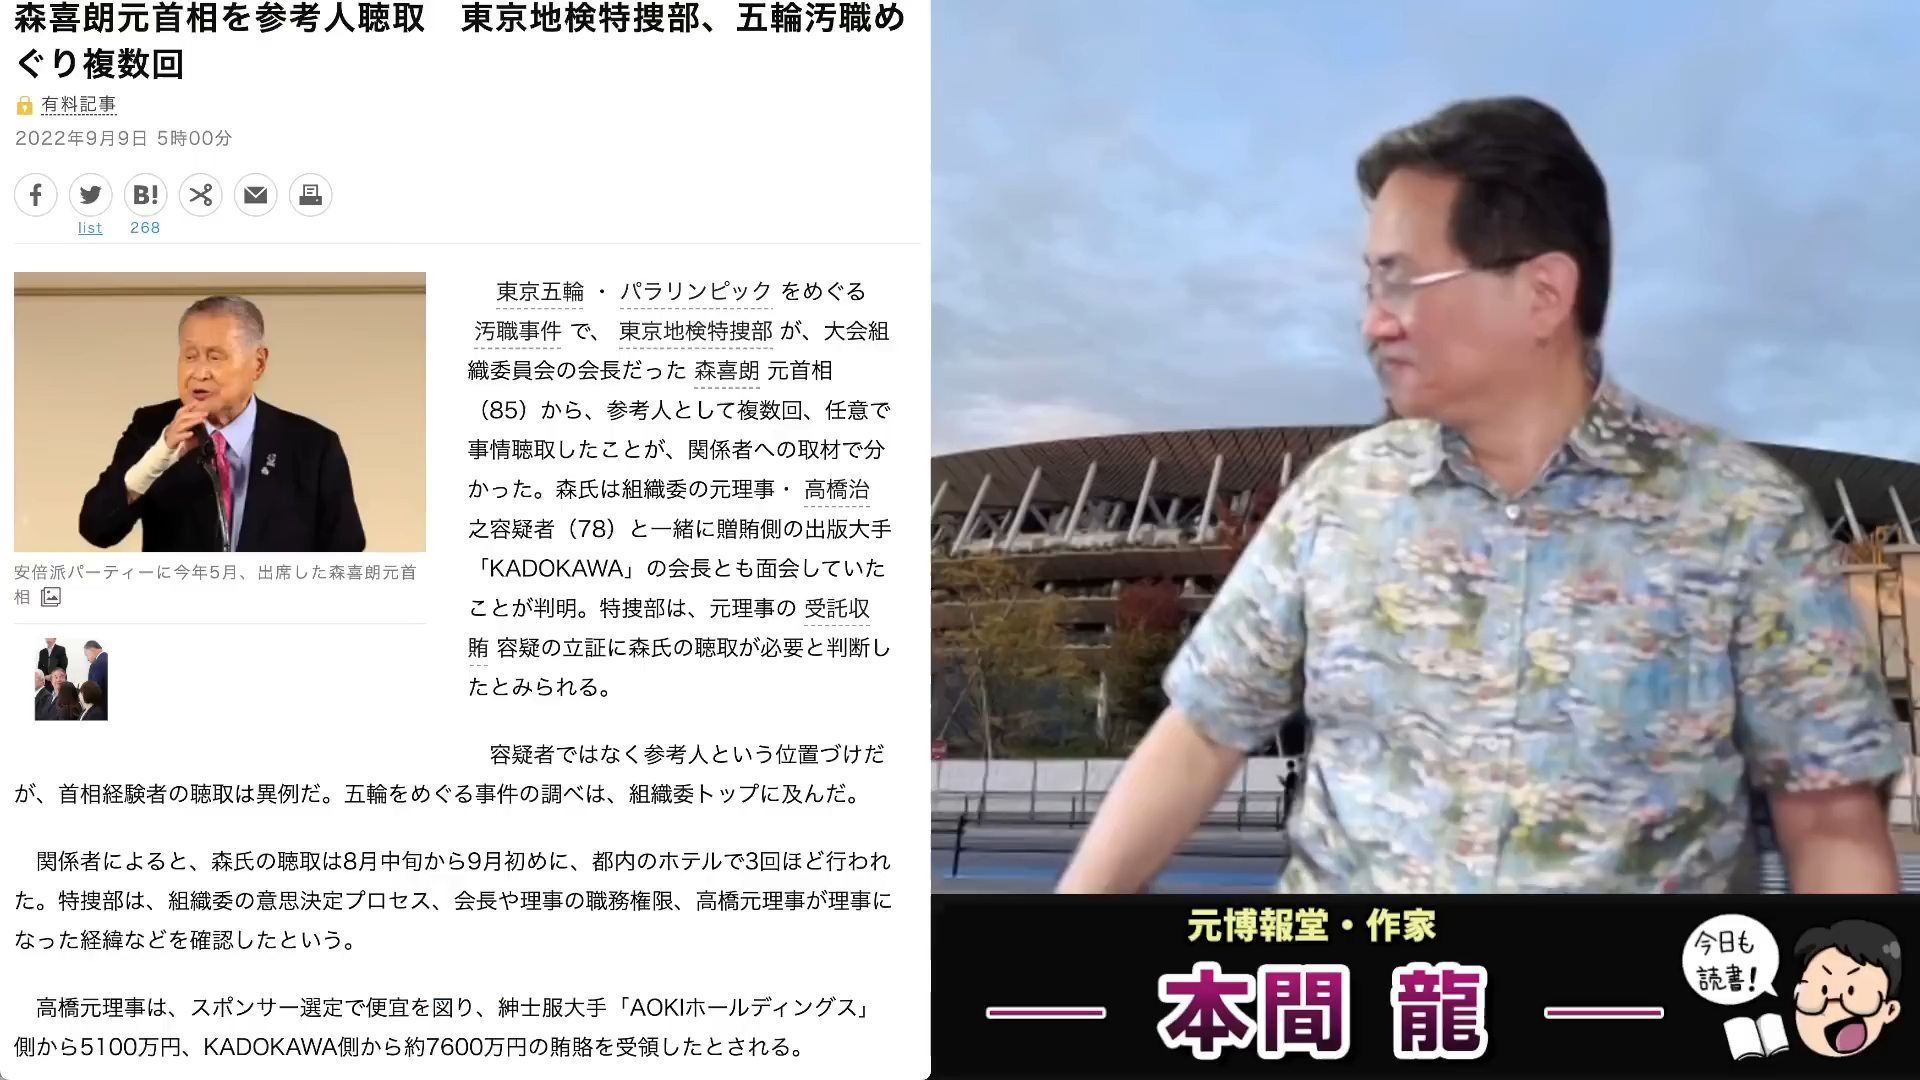 森喜朗元首相を参考人聴取　東京地検特捜部、五輪汚職め
ぐり複数回
有料記事
2022年9月9日 5時00分
B!
list
268
東京五輪 ・ パラリンピック をめぐる
汚職事件 で、 東京地検特捜部 が、大会組
織委員会の会長だった 森喜朗 元首相
（85）から、参考人として複数回、任意で
事情聴取したことが、関係者への取材で分
かった。森氏は組織委の元理事・ 高橋治
之容疑者（78）と一緒に贈賄側の出版大手
「KADOKAWA」の会長とも面会していた
ことが判明。特捜部は、元理事の 受託収
賄 容疑の立証に森氏の聴取が必要と判断し
たとみられる。
安倍派パーティーに今年5月、出席した森喜朗元首
相
容疑者ではなく参考人という位置づけだ
が、首相経験者の聴取は異例だ。五輪をめぐる事件の調べは、組織委トップに及んだ。
関係者によると、森氏の聴取は8月中旬から9月初めに、都内のホテルで3回ほど行われ
た。特捜部は、組織委の意思決定プロセス、会長や理事の職務権限、高橋元理事が理事に
なった経緯などを確認したという。
高橋元理事は、スポンサー選定で便宜を図り、紳士服大手「AOKIホールディングス」
側から5100万円、KADOKAWA側から約7600万円の賄賂を受領したとされる。
元博報堂・作家
本間 龍
今日も
読書!